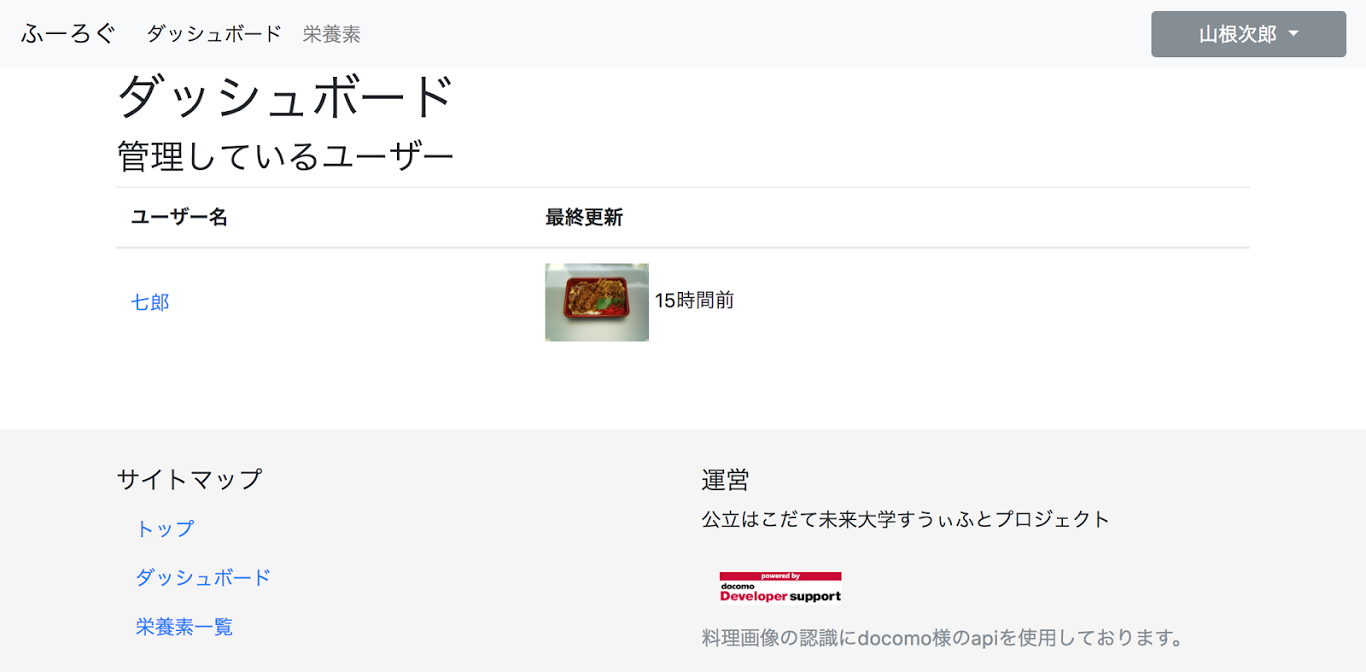 ふーろぐ ダッシュボード 栄養素 山根次郎
ダッシュボード
管理しているユーザー
ユーザー名 最終更新
七郎 15時間前
サイトマップ
トップ
ダッシュボード
栄養素一覧
運営
公立はこだて未来大学すうぃふとプロジェクト
powered by
docomo
Developer support
料理画像の認識にdocomo様のapiを使用しております。